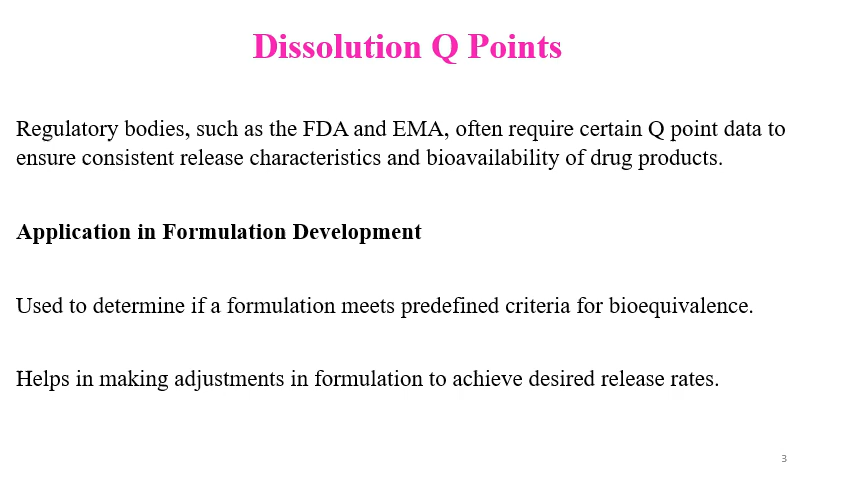 Dissolution Q Points
Regulatory bodies, such as the FDA and EMA, often require certain Q point data to
ensure consistent release characteristics and bioavailability of drug products.
Application in Formulation Development
Used to determine if a formulation meets predefined criteria for bioequivalence.
Helps in making adjustments in formulation to achieve desired release rates.
3